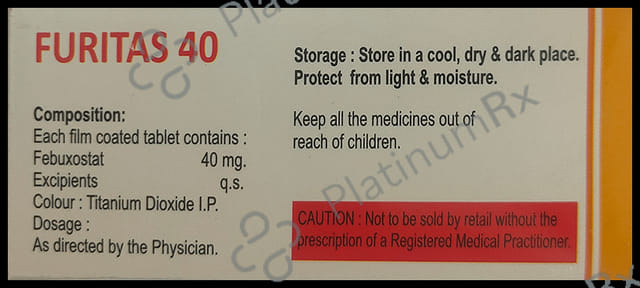 FURITAS 40
Composition:
Each film coated tablet contains :
Febuxostat 40 mg.
Excipients q.s.
Colour : Titanium Dioxide I.P.
Dosage :
As directed by the Physician.
Storage : Store in a cool, dry & dark place.
Protect from light & moisture.
Keep all the medicines out of
reach of children.
CAUTION : Not to be sold by retail without the
prescription of a Registered Medical Practitioner.
PlatinumRx